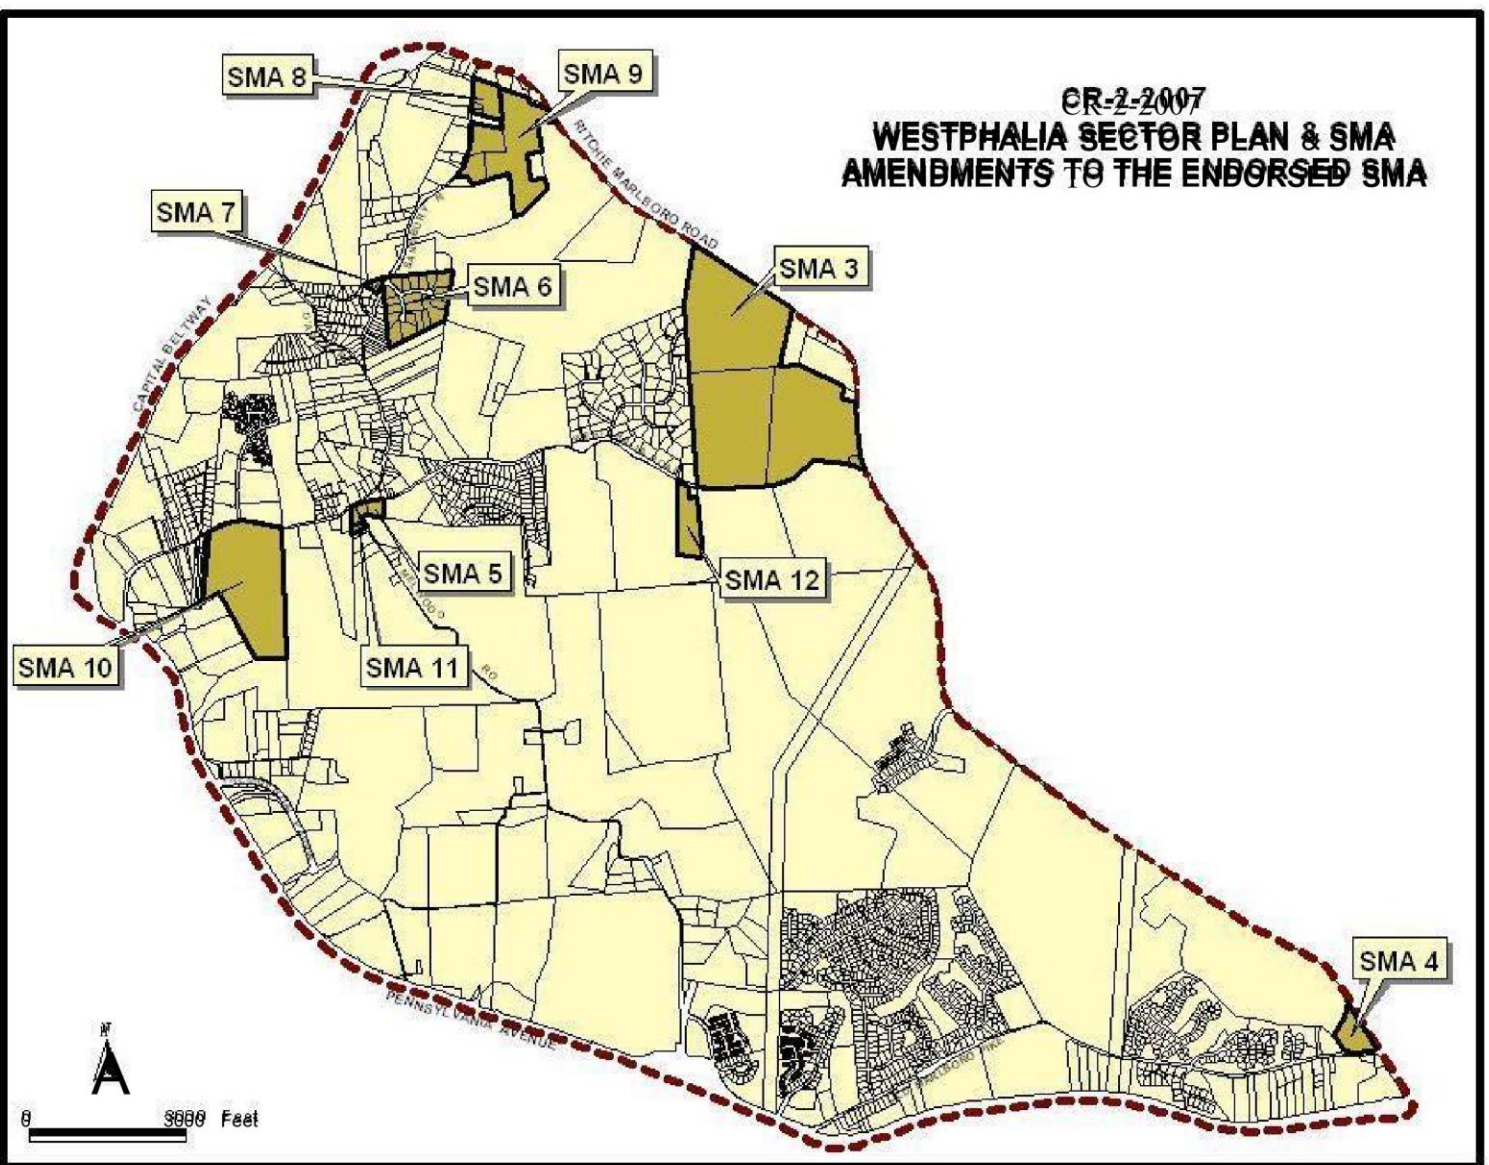 CR-2-2007
WESTPHALIA SECTOR PLAN & SMA
AMENDMENTS TO THE ENDORSED SMA
SMA 8
SMA 9
RITCHIE MARLBORO ROAD
SMA 7
SMA 6
SMA 3
CAPITAL BELTWAY
SMA 5
SMA 12
SMA 10
SMA 11
RD
SMA 4
PENNSYLVANIA AVENUE
MARLBORO PIKE
N
0
Feet